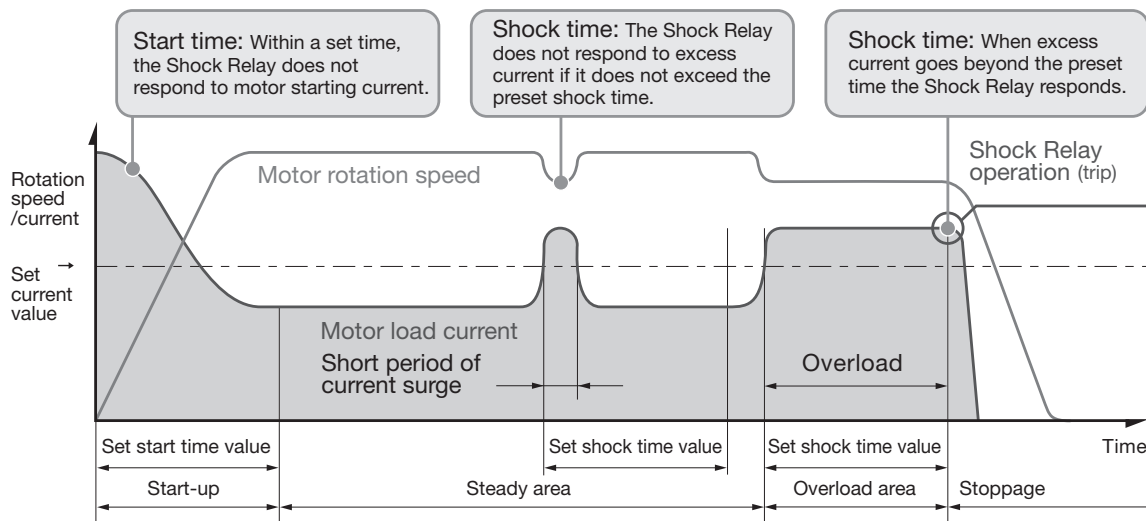 Start time: Within a set time,
the Shock Relay does not
respond to motor starting current.
Shock time: The Shock Relay
does not respond to excess
current if it does not exceed the
preset shock time.
Shock time: When excess
current goes beyond the preset
time the Shock Relay responds.
Rotation
speed
/current
Motor rotation speed
Shock Relay
operation (trip)
→
Set
current
value
Motor load current
Short period of
current surge
Overload
Set start time value
Set shock time value
Set shock time value
Time
Start-up
Steady area
Overload area
Stoppage